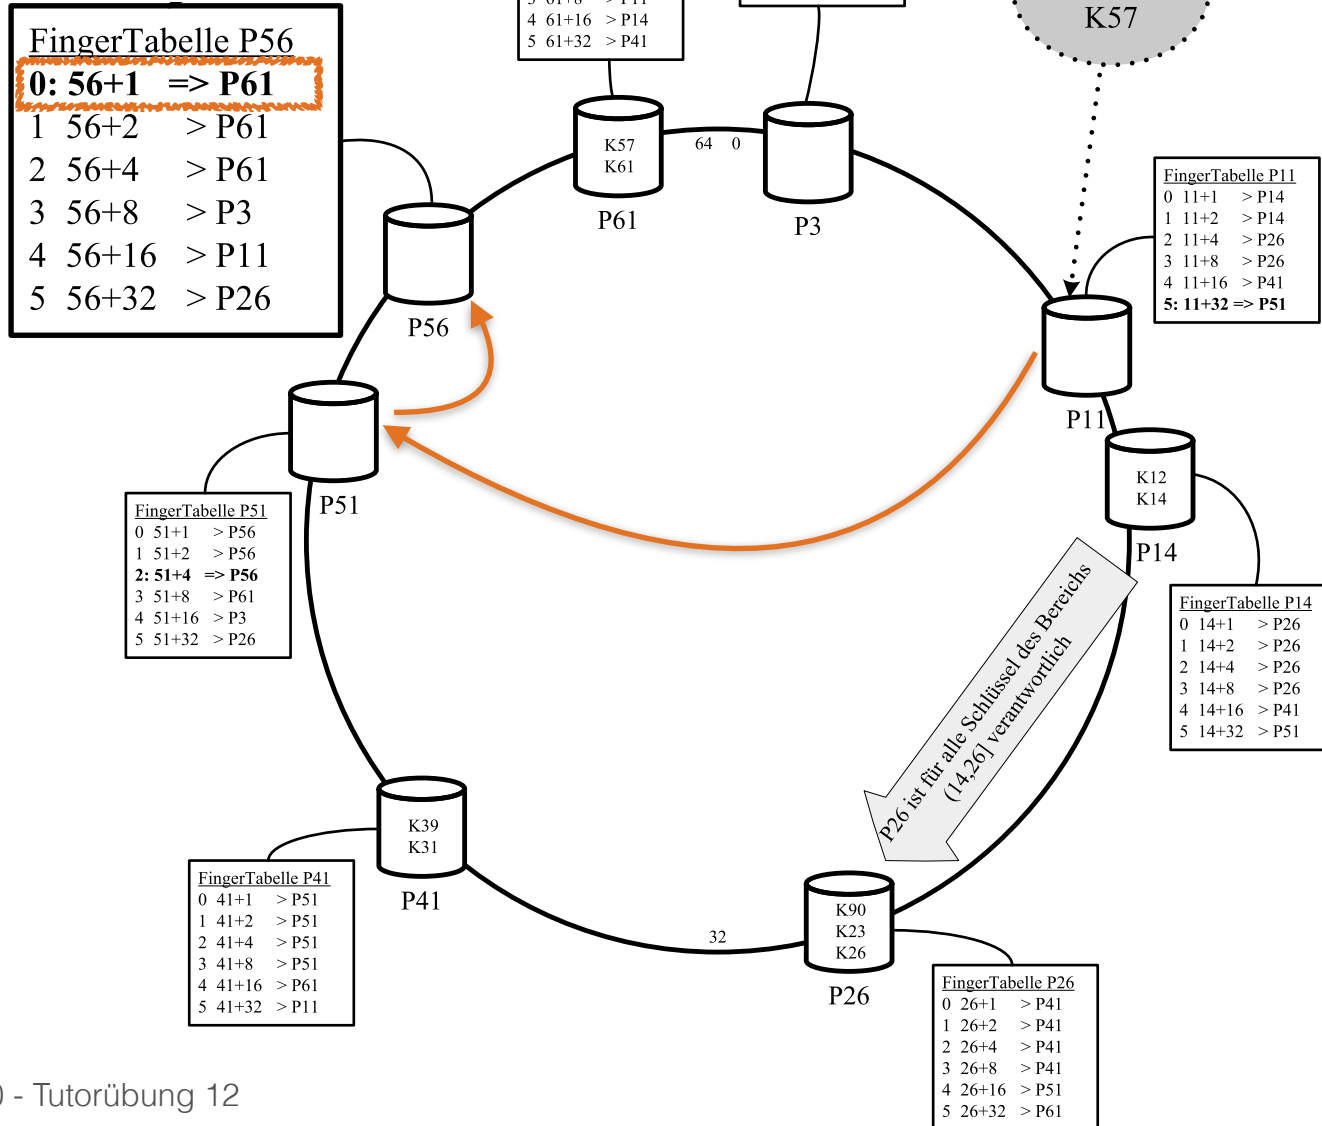 FingerTabelle P56
0: 56+1 => P61
1 56+2 > P61
2 56+4 > P61
3 56+8 > P3
4 56+16 > P11
5 56+32 > P26
4 61+16 > P14
5 61+32 > P41
K57
K57
K61
P61
64 0
P3
P56
FingerTabelle P11
0 11+1 > P14
1 11+2 > P14
2 11+4 > P26
3 11+8 > P26
4 11+16 > P41
5: 11+32 => P51
P11
K12
K14
P14
P51
FingerTabelle P51
0 51+1 > P56
1 51+2 > P56
2: 51+4 => P56
3 51+8 > P61
4 51+16 > P3
5 51+32 > P26
FingerTabelle P14
0 14+1 > P26
1 14+2 > P26
2 14+4 > P26
3 14+8 > P26
4 14+16 > P41
5 14+32 > P51
P26 ist für alle Schlüssel des Bereichs
(14,26] verantwortlich
K39
K31
P41
FingerTabelle P41
0 41+1 > P51
1 41+2 > P51
2 41+4 > P51
3 41+8 > P51
4 41+16 > P61
5 41+32 > P11
32
K90
K23
K26
P26
FingerTabelle P26
0 26+1 > P41
1 26+2 > P41
2 26+4 > P41
3 26+8 > P41
4 26+16 > P51
5 26+32 > P61
- Tutorübung 12